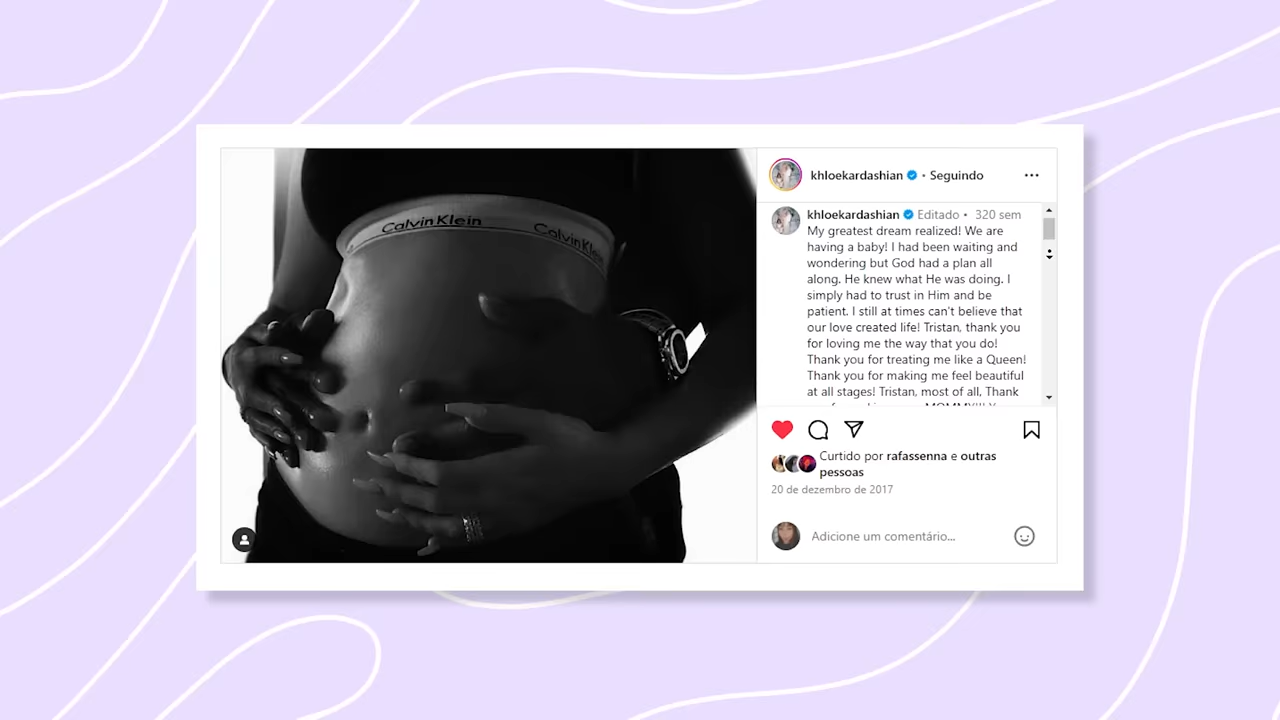 CalvinKlein
CalvinKlein
khloekardashian • Seguindo
khloekardashian Editado • 320 sem
My greatest dream realized! We are
having a baby! I had been waiting and
wondering but God had a plan all
along. He knew what He was doing. I
simply had to trust in Him and be
patient. I still at times can't believe that
our love created life! Tristan, thank you
for loving me the way that you do!
Thank you for treating me like a Queen!
Thank you for making me feel beautiful
at all stages! Tristan, most of all, Thank
Curtido por rafassenna e outras
pessoas
20 de dezembro de 2017
Adicione um comentário...